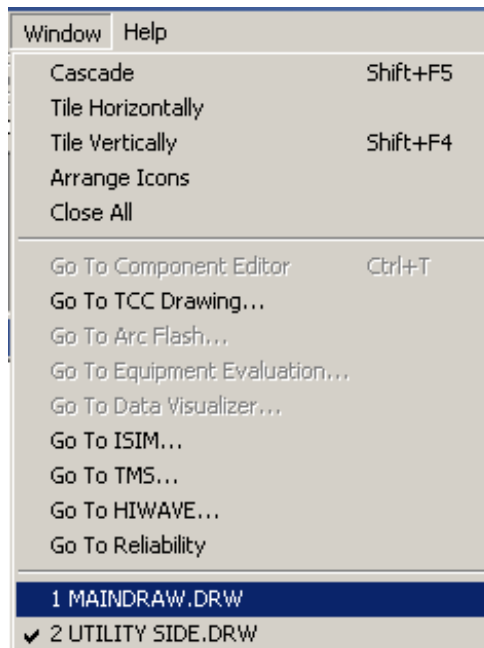 Window Help
Cascade Shift+F5
Tile Horizontally
Tile Vertically Shift+F4
Arrange Icons
Close All
Go To Component Editor Ctrl+T
Go To TCC Drawing...
Go To Arc Flash...
Go To Equipment Evaluation...
Go To Data Visualizer...
Go To ISIM...
Go To TMS...
Go To HIWAVE...
Go To Reliability
1 MAINDRAW.DRW
✔ 2 UTILITY SIDE.DRW